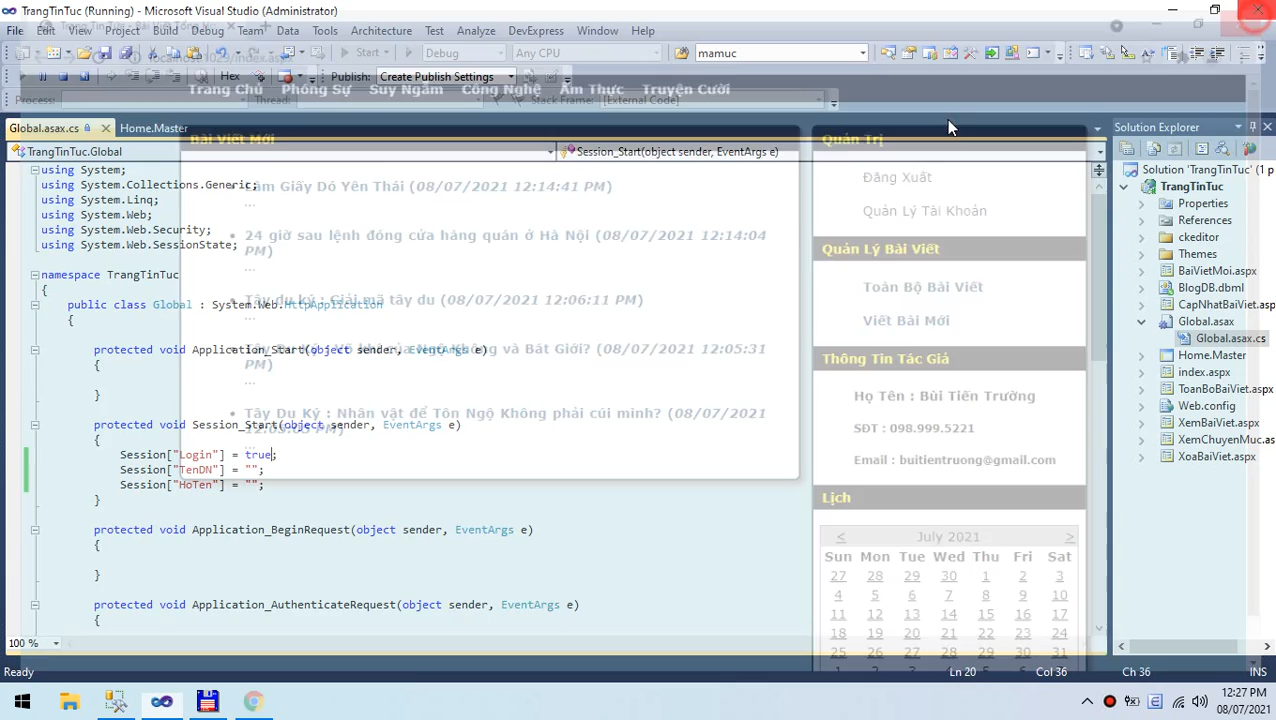 TrangTinTuc (Running) - Microsoft Visual Studio (Administrator)
File Edit View Project Build Debug Team Data Tools Architecture Test Analyze DevExpress Window Help
Start Debug Any CPU mamuc
Hex Publish: Create Publish Settings
Process: Thread: Stack Frame: [External Code]
Trang Chủ Phóng Sự Suy Ngẫm Công Nghệ Ẩm Thực Truyện Cười
Global.asax.cs Home.Master
TrangTinTuc.Global Session_Start(object sender, EventArgs e)
using System;
using System.Collections.Generic;
using System.Linq;
using System.Web;
using System.Web.Security;
using System.Web.SessionState;
namespace TrangTinTuc
{
public class Global : System.Web.HttpApplication
{
protected void Application_Start(object sender, EventArgs e)
{
}
protected void Session_Start(object sender, EventArgs e)
{
Session["Login"] = true;
Session["TenDN"] = "";
Session["HoTen"] = "";
}
protected void Application_BeginRequest(object sender, EventArgs e)
{
}
protected void Application_AuthenticateRequest(object sender, EventArgs e)
{
100 %
Bài Viết Mới
Làm Giấy Dó Yên Thái (08/07/2021 12:14:41 PM)
...
24 giờ sau lệnh đóng cửa hàng quán ở Hà Nội (08/07/2021 12:14:04
PM)
...
Tây du ký : Giải mã tây du (08/07/2021 12:06:11 PM)
...
Ngộ Không và Bát Giới? (08/07/2021 12:05:31
PM)
...
Tây Du Ký : Nhân vật để Tôn Ngộ Không phải cúi mình? (08/07/2021
...
Quản Trị
Đăng Xuất
Quản Lý Tài Khoản
Quản Lý Bài Viết
Toàn Bộ Bài Viết
Viết Bài Mới
Thông Tin Tác Giả
Họ Tên : Bùi Tiến Trường
SĐT : 098.999.5221
Email : buitientruong@gmail.com
Lịch
< July 2021 >
Sun Mon Tue Wed Thu Fri Sat
27 28 29 30 1 2 3
4 5 6 7 8 9 10
11 12 13 14 15 16 17
18 19 20 21 22 23 24
25 26 27 28 29 30 31
Solution Explorer
Solution 'TrangTinTuc' (1 p
TrangTinTuc
Properties
References
ckeditor
Themes
BaiVietMoi.aspx
BlogDB.dbml
CapNhatBaiViet.aspx
Global.asax
Global.asax.cs
Home.Master
index.aspx
ToanBoBaiViet.aspx
Web.config
XemBaiViet.aspx
XemChuyenMuc.aspx
XoaBaiViet.aspx
Ready Ln 20 Col 36 Ch 36 INS
12:27 PM
08/07/2021